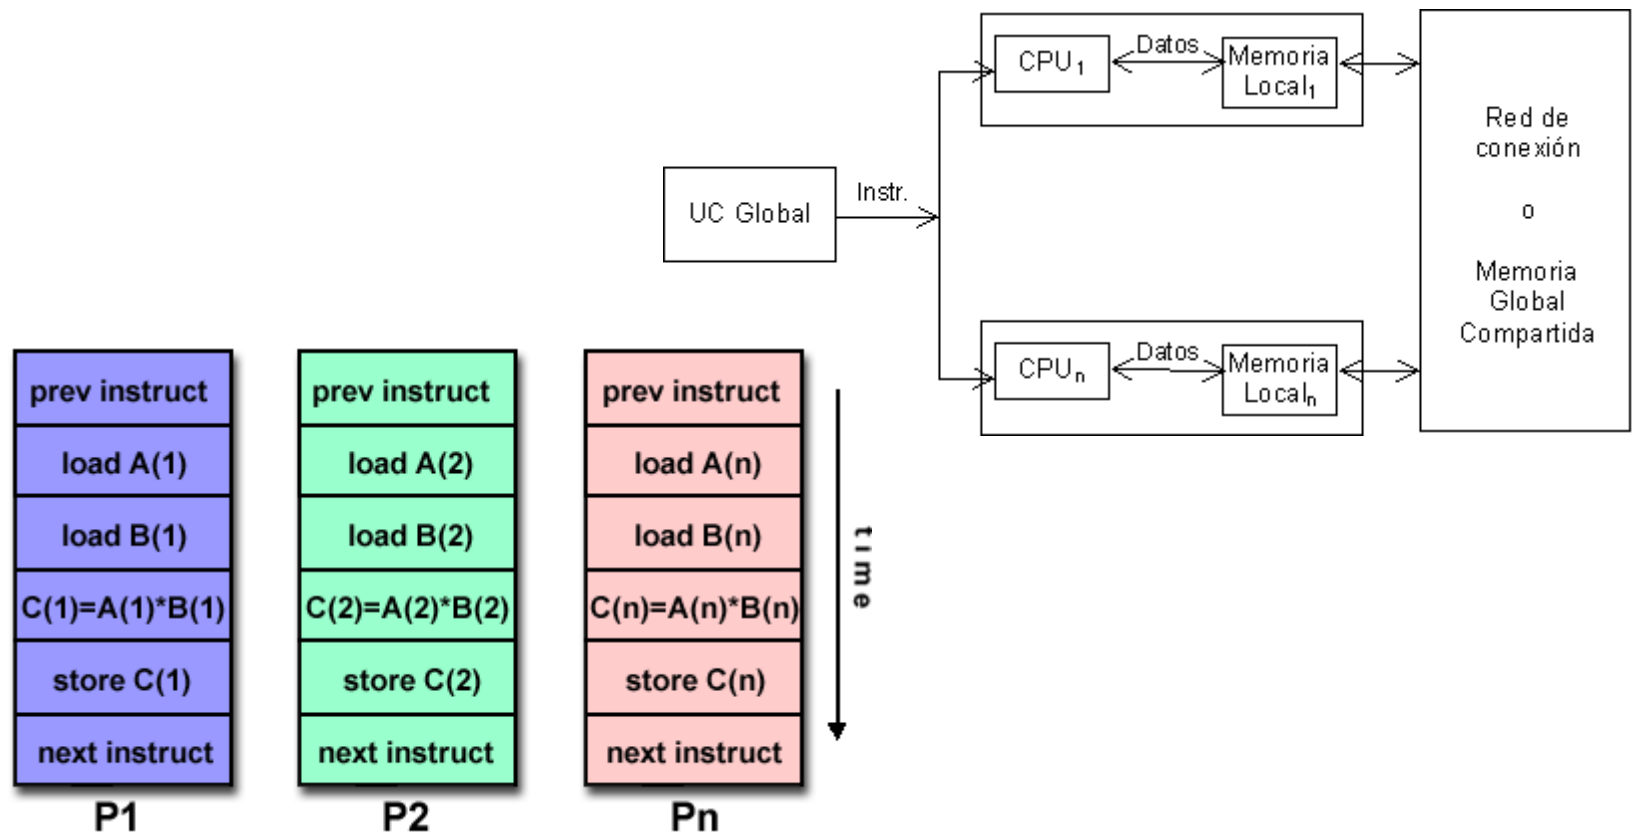 CPU1
Datos
Memoria
Local1
Red de
conexión
o
Memoria
Global
Compartida
UC Global
Instr.
CPUn
Datos
Memoria
Localn
prev instruct
load A(1)
load B(1)
C(1)=A(1)*B(1)
store C(1)
next instruct
P1
prev instruct
load A(2)
load B(2)
C(2)=A(2)*B(2)
store C(2)
next instruct
P2
prev instruct
load A(n)
load B(n)
C(n)=A(n)*B(n)
store C(n)
next instruct
Pn
time